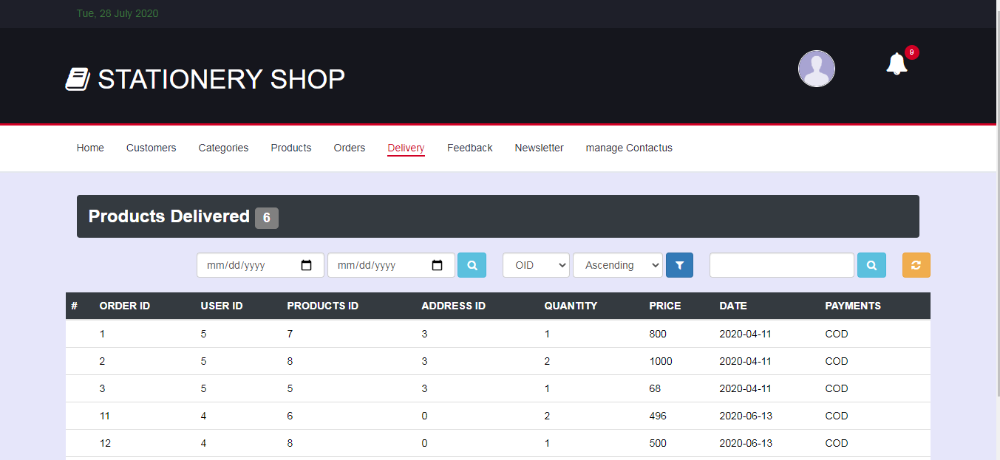 Tue, 28 July 2020
STATIONERY SHOP
9
Home Customers Categories Products Orders Delivery Feedback Newsletter manage Contactus
Products Delivered 6
mm/dd/yyyy mm/dd/yyyy OID Ascending
# ORDER ID USER ID PRODUCTS ID ADDRESS ID QUANTITY PRICE DATE PAYMENTS
1 5 7 3 1 800 2020-04-11 COD
2 5 8 3 2 1000 2020-04-11 COD
3 5 5 3 1 68 2020-04-11 COD
11 4 6 0 2 496 2020-06-13 COD
12 4 8 0 1 500 2020-06-13 COD